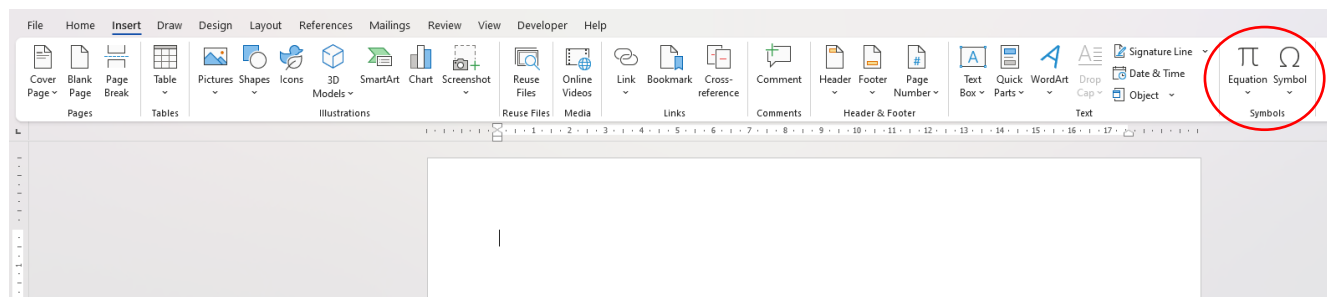 File Home Insert Draw Design Layout References Mailings Review View Developer Help
Cover Page Blank Page Page Break
Pages
Table
Tables
Pictures Shapes Icons 3D Models SmartArt Chart Screenshot
Illustrations
Reuse Files
Reuse Files
Online Videos
Media
Link Bookmark Cross-reference
Links
Comment
Comments
Header Footer Page Number
Header & Footer
Text Box Quick Parts WordArt Drop Cap
Signature Line
Date & Time
Object
Text
π Ω
Equation Symbol
Symbols
1 2 3 4 5 6 7 8 9 10 11 12 13 14 15 16 17
1